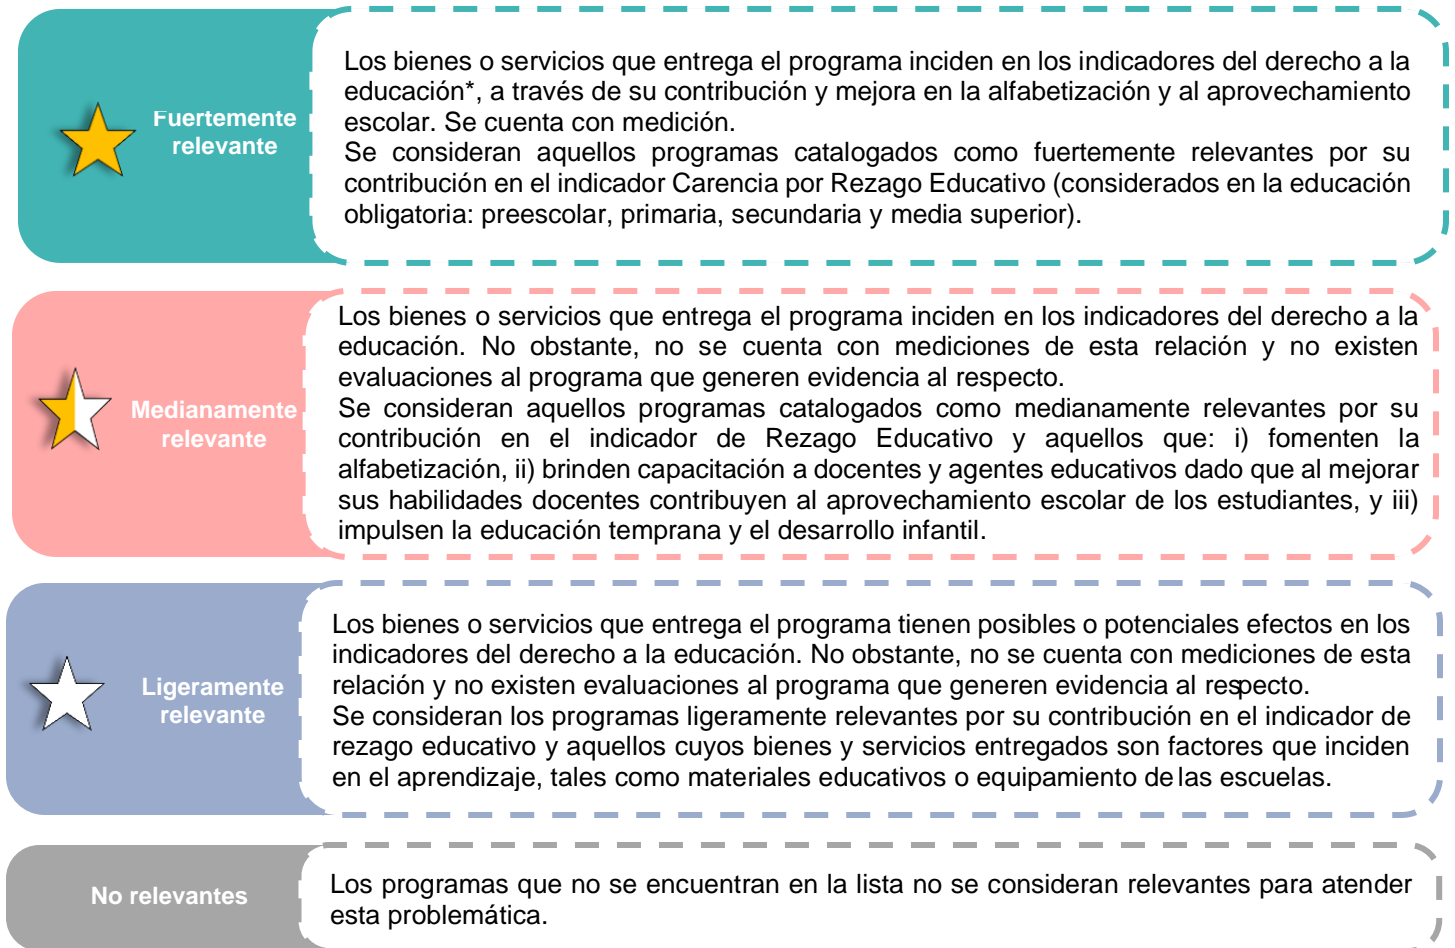 Fuertemente
relevante
Los bienes o servicios que entrega el programa inciden en los indicadores del derecho a la
educación*, a través de su contribución y mejora en la alfabetización y al aprovechamiento
escolar. Se cuenta con medición.
Se consideran aquellos programas catalogados como fuertemente relevantes por su
contribución en el indicador Carencia por Rezago Educativo (considerados en la educación
obligatoria: preescolar, primaria, secundaria y media superior).
Medianamente
relevante
Los bienes o servicios que entrega el programa inciden en los indicadores del derecho a la
educación. No obstante, no se cuenta con mediciones de esta relación y no existen
evaluaciones al programa que generen evidencia al respecto.
Se consideran aquellos programas catalogados como medianamente relevantes por su
contribución en el indicador de Rezago Educativo y aquellos que: i) fomenten la
alfabetización, ii) brinden capacitación a docentes y agentes educativos dado que al mejorar
sus habilidades docentes contribuyen al aprovechamiento escolar de los estudiantes, y iii)
impulsen la educación temprana y el desarrollo infantil.
Ligeramente
relevante
Los bienes o servicios que entrega el programa tienen posibles o potenciales efectos en los
indicadores del derecho a la educación. No obstante, no se cuenta con mediciones de esta
relación y no existen evaluaciones al programa que generen evidencia al respecto.
Se consideran los programas ligeramente relevantes por su contribución en el indicador de
rezago educativo y aquellos cuyos bienes y servicios entregados son factores que inciden
en el aprendizaje, tales como materiales educativos o equipamiento de las escuelas.
No relevantes
Los programas que no se encuentran en la lista no se consideran relevantes para atender
esta problemática.